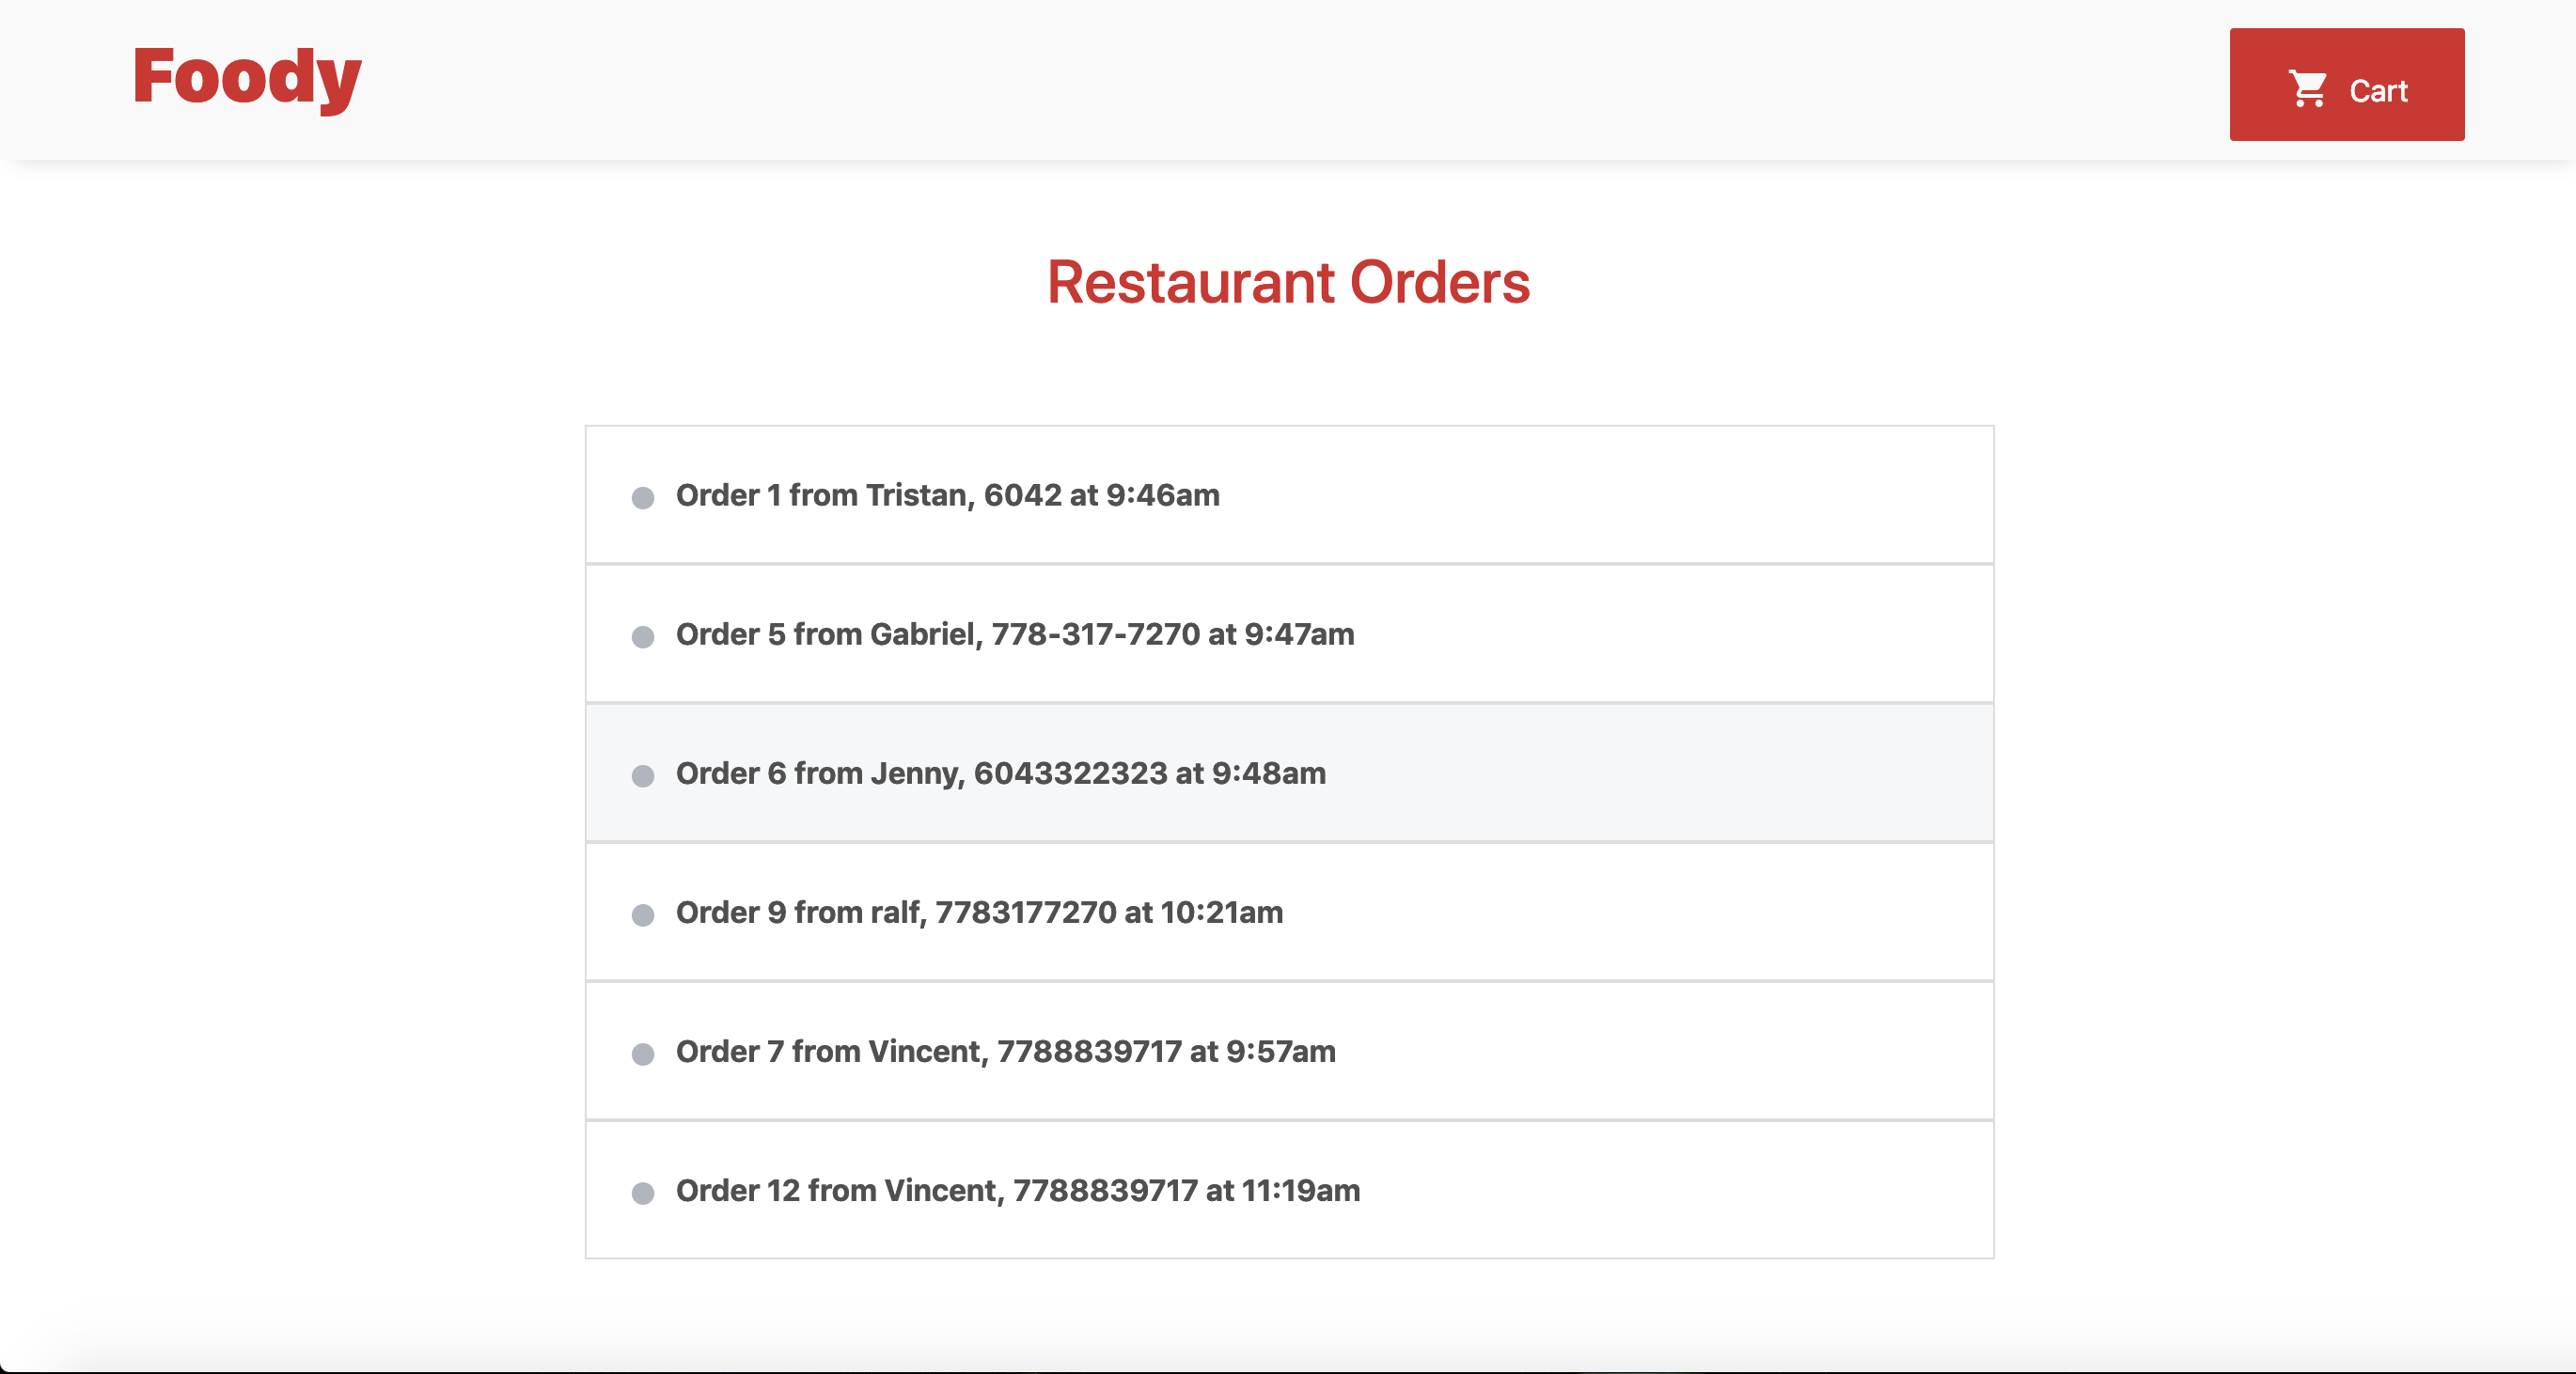 Foody
Cart
Restaurant Orders
Order 1 from Tristan, 6042 at 9:46am
Order 5 from Gabriel, 778-317-7270 at 9:47am
Order 6 from Jenny, 6043322323 at 9:48am
Order 9 from ralf, 7783177270 at 10:21am
Order 7 from Vincent, 7788839717 at 9:57am
Order 12 from Vincent, 7788839717 at 11:19am